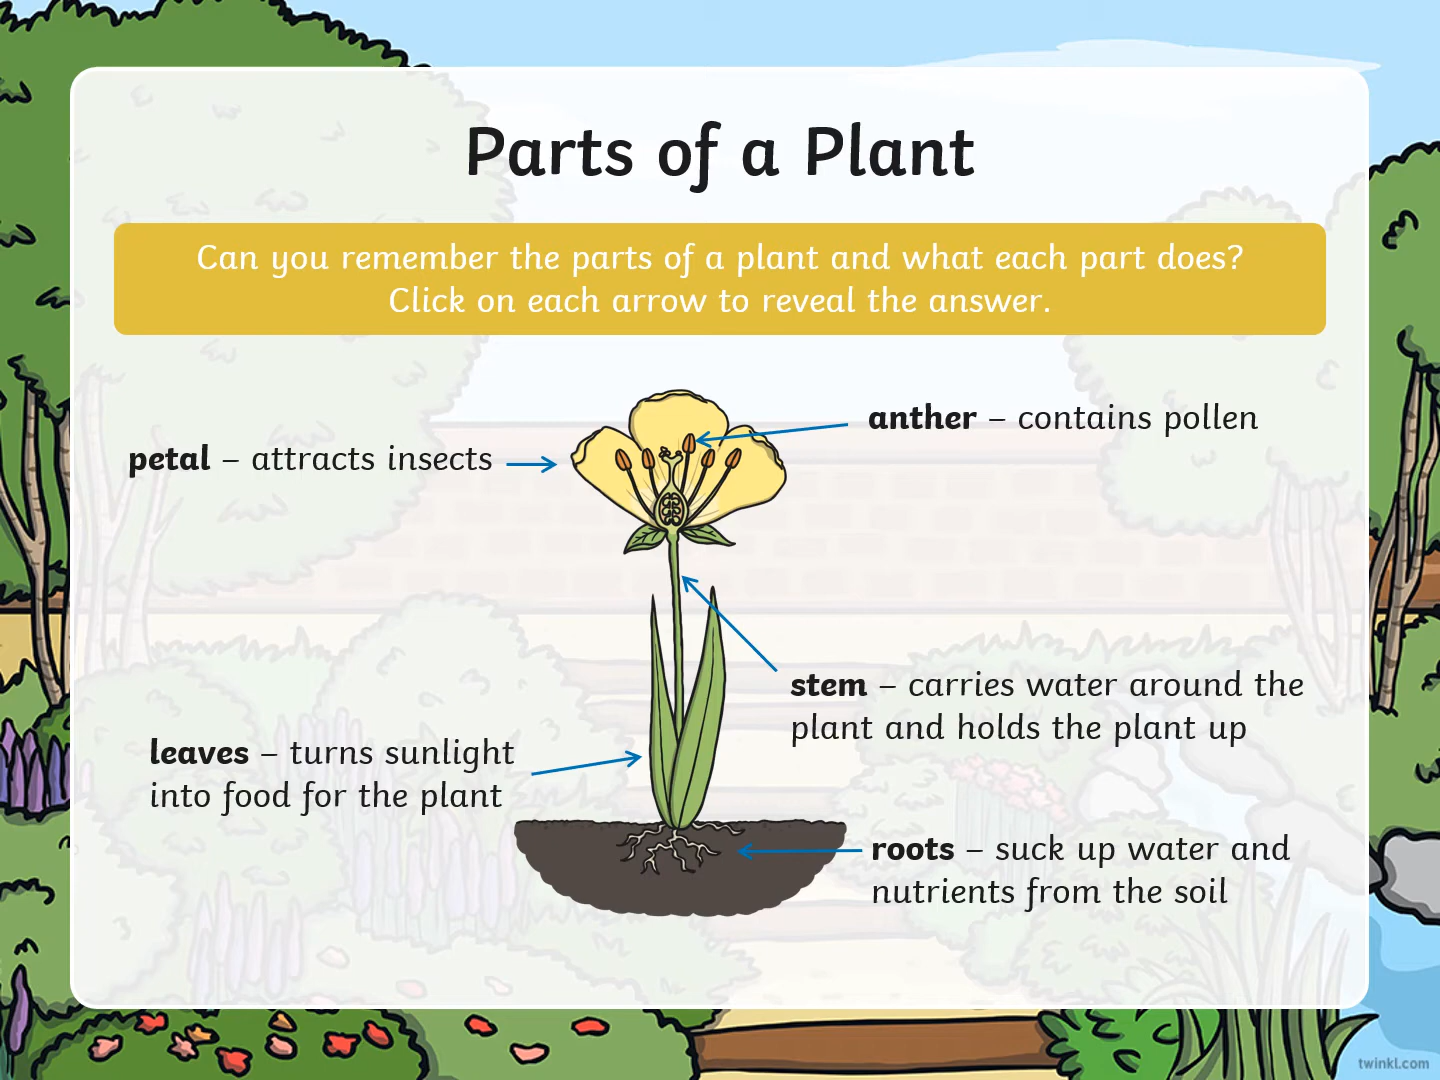 Parts of a Plant
Can you remember the parts of a plant and what each part does?
Click on each arrow to reveal the answer.
anther – contains pollen
petal – attracts insects
stem – carries water around the
plant and holds the plant up
leaves – turns sunlight
into food for the plant
roots – suck up water and
nutrients from the soil
twinkl.com